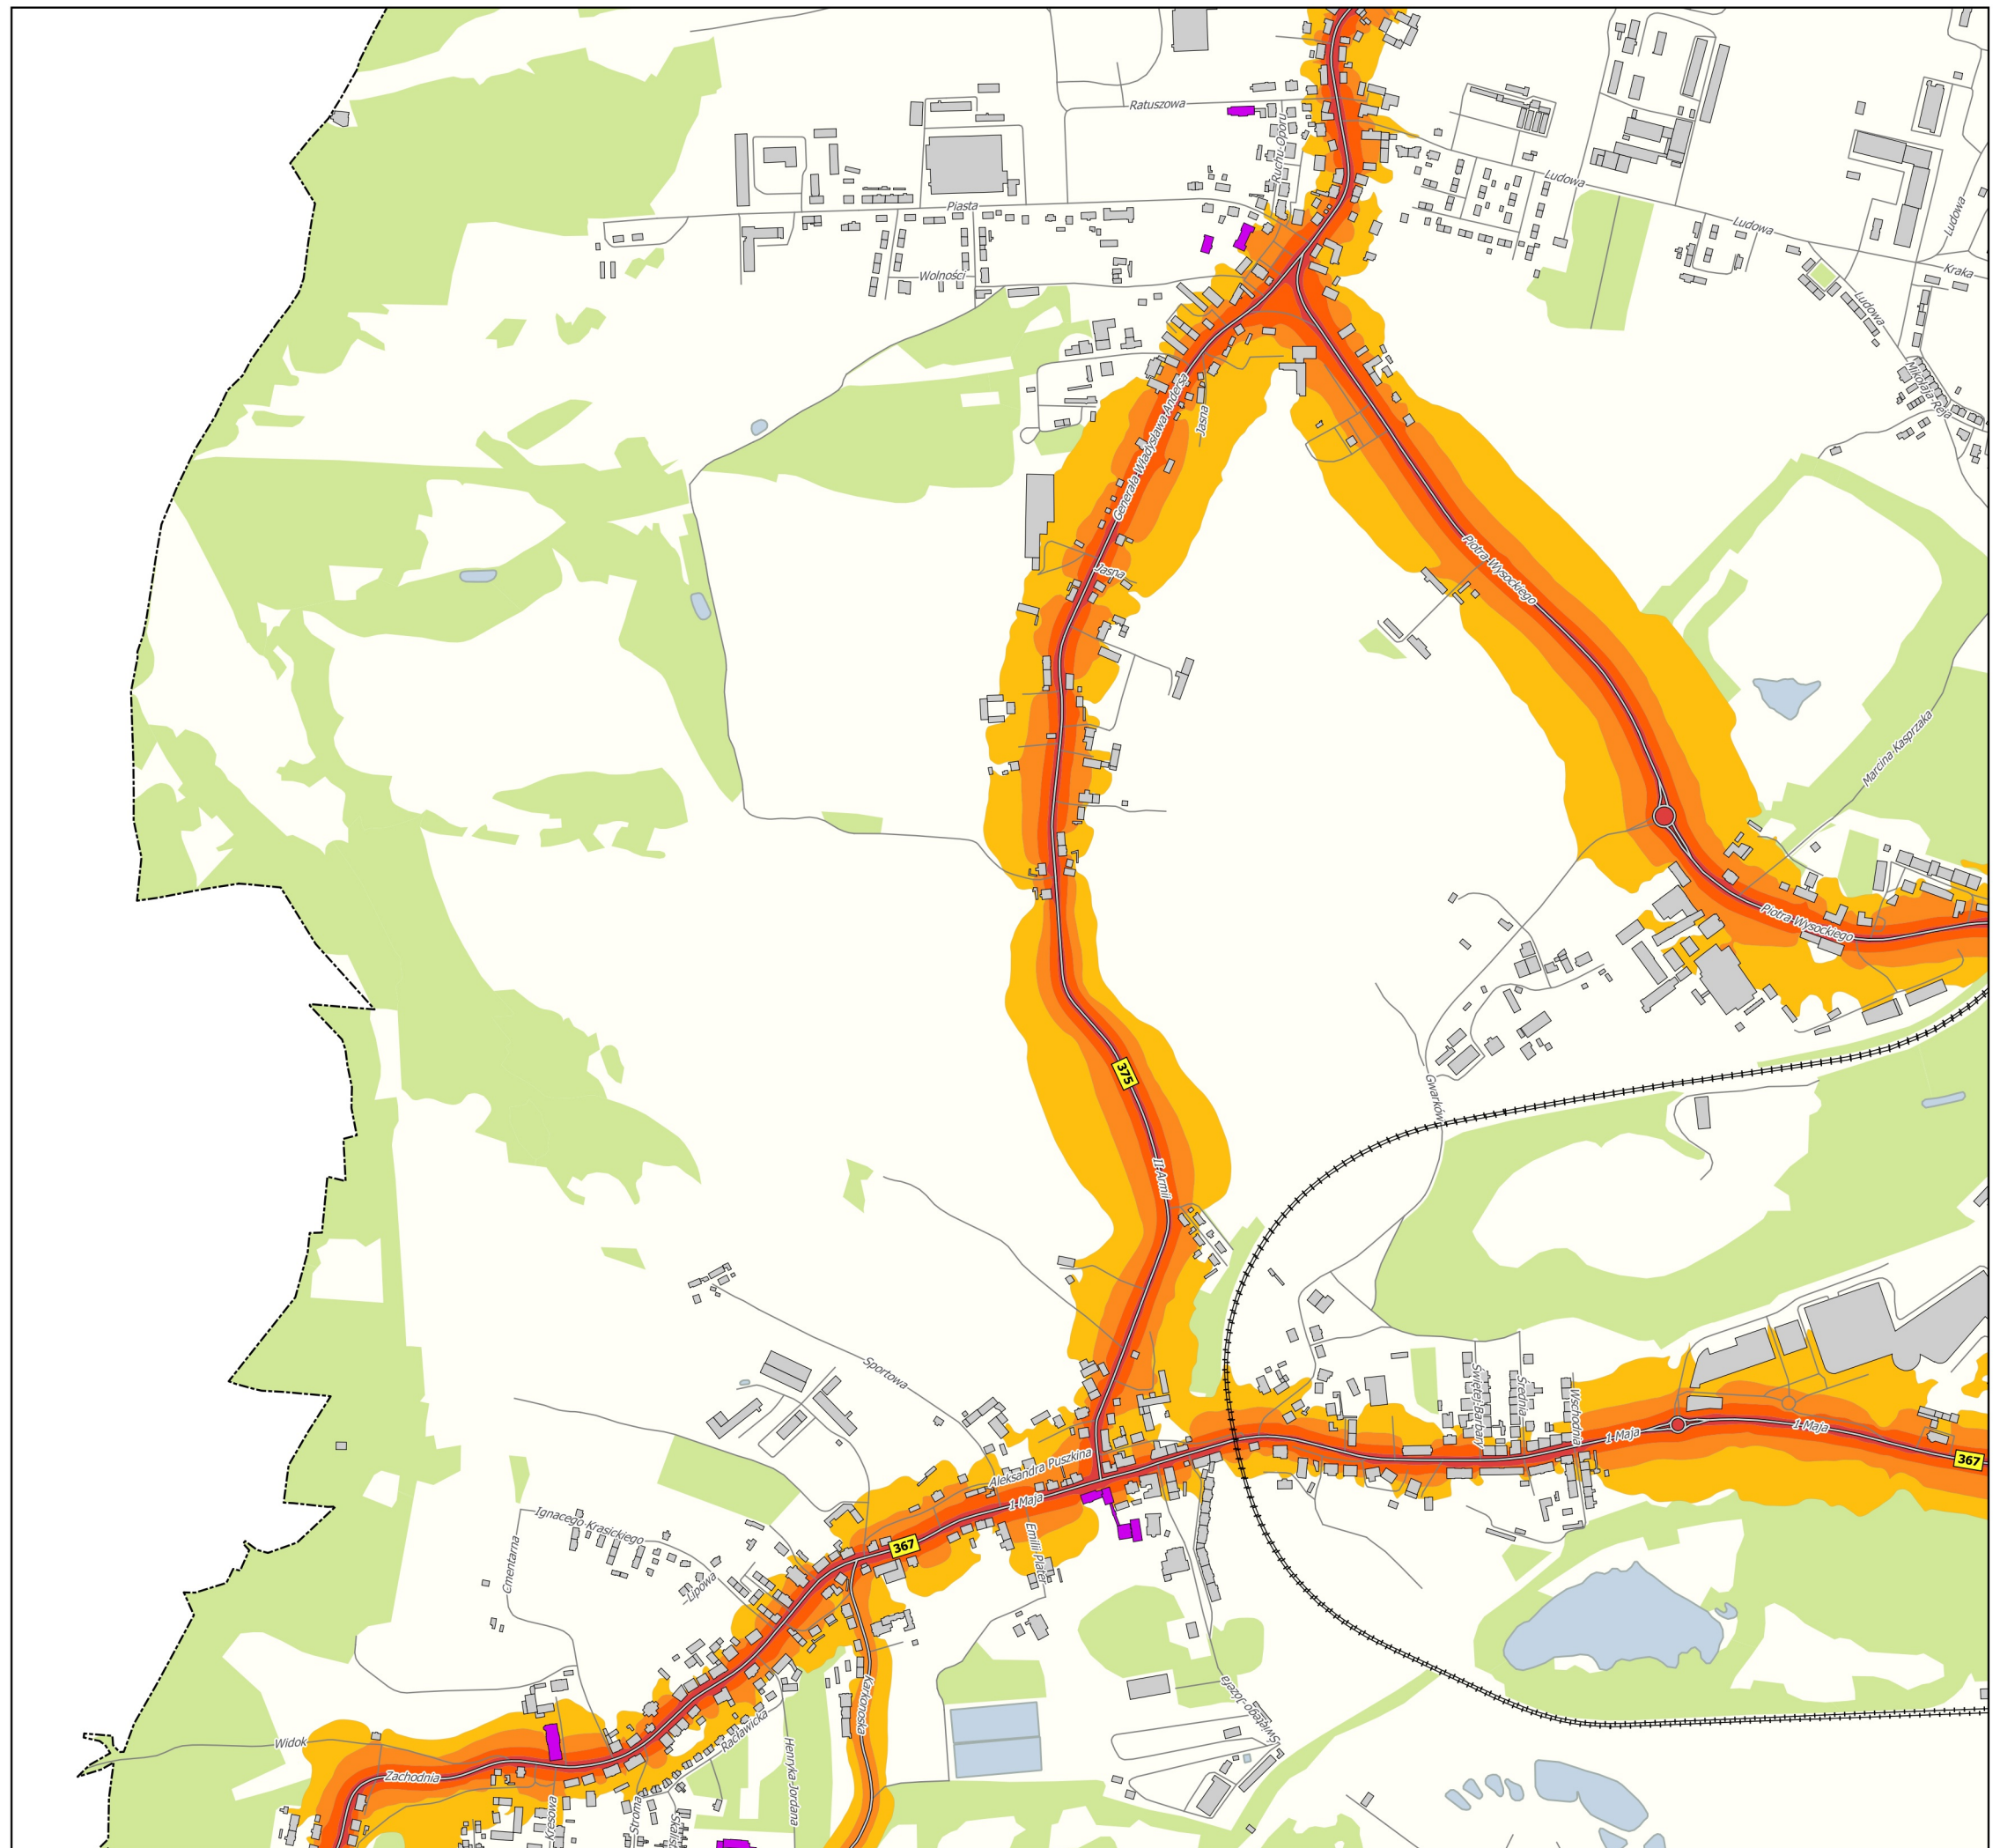 Ratuszowa
Ruchu-Oporu
Ludowa
Piasta
Ludowa
Ludowa
Wolności
Kraka
Ludowa
Mikołaja-Reja
Generała-Władysława-Andersa
Jasna
Piotra-Wysockiego
Jasna
Marcina-Kasprzaka
Piotra-Wysockiego
375
Gwarków
II-Armii
Sportowa
Świętej-Barbary
Średnia
Wschodnia
1-Maja
1-Maja
367
Aleksandra Puszkina
1-Maja
Ignacego-Krasickiego
Emilii-Plater
367
Cmentarna
Lipowa
Karkonoska
Świętego-Józefa
Racławicka
Widok
Henryka-Jordana
Zachodnia
Kresowa
Stroma